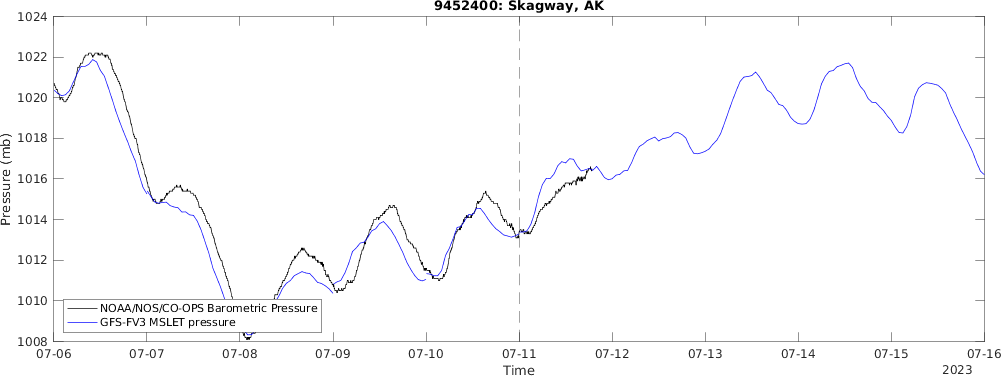 9452400: Skagway, AK
1024
1022
1020
1018
1016
1014
1012
1010
1008
Pressure (mb)
NOAA/NOS/CO-OPS Barometric Pressure
GFS-FV3 MSLET pressure
07-06 07-07 07-08 07-09 07-10 07-11 07-12 07-13 07-14 07-15 07-16
Time
2023